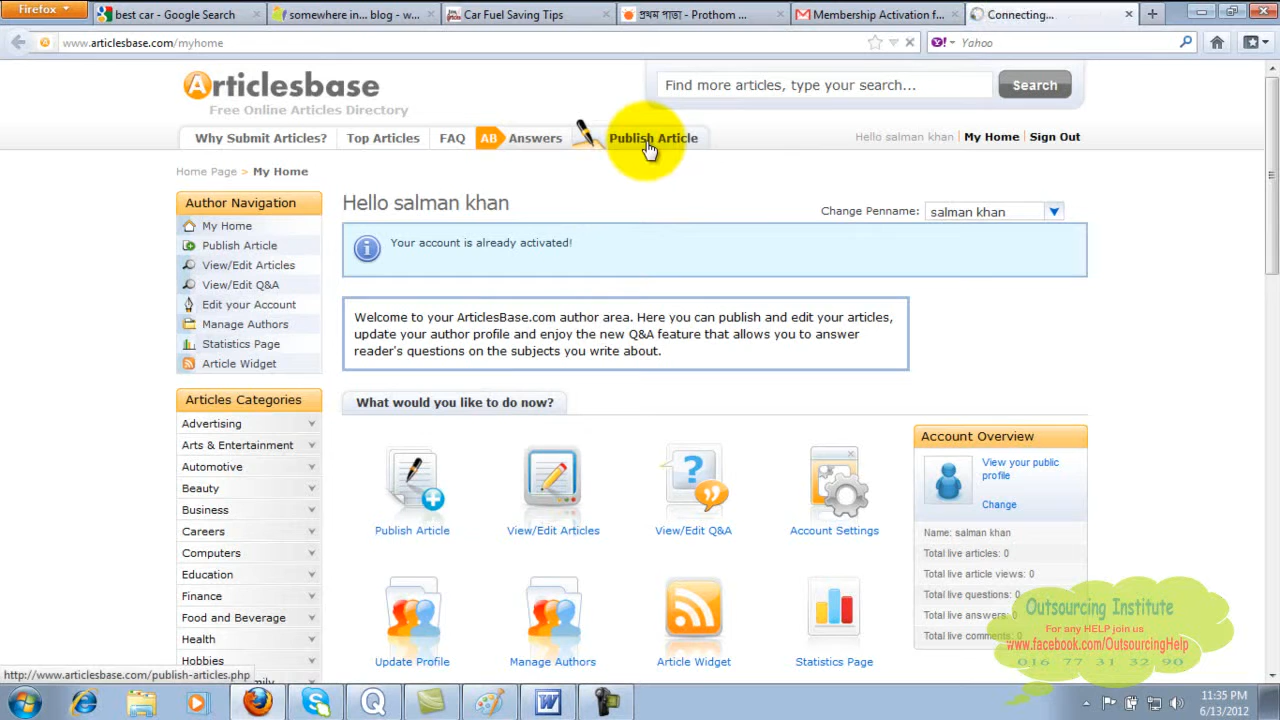 Firefox
best car - Google Search
somewhere in... blog - w...
Car Fuel Saving Tips
প্রথম পাতা - Prothom ...
Membership Activation f...
Connecting...
www.articlesbase.com/myhome
Yahoo
Articlesbase
Free Online Articles Directory
Find more articles, type your search...
Search
Why Submit Articles?
Top Articles
FAQ
AB Answers
Publish Article
Hello salman khan
My Home
Sign Out
Home Page > My Home
Author Navigation
My Home
Publish Article
View/Edit Articles
View/Edit Q&A
Edit your Account
Manage Authors
Statistics Page
Article Widget
Articles Categories
Advertising
Arts & Entertainment
Automotive
Beauty
Business
Careers
Computers
Education
Finance
Food and Beverage
Health
Hobbies
Hello salman khan
Change Penname: salman khan
Your account is already activated!
Welcome to your ArticlesBase.com author area. Here you can publish and edit your articles,
update your author profile and enjoy the new Q&A feature that allows you to answer
reader's questions on the subjects you write about.
What would you like to do now?
Publish Article
View/Edit Articles
View/Edit Q&A
Account Settings
Update Profile
Manage Authors
Article Widget
Statistics Page
Account Overview
View your public
profile
Change
Name: salman khan
Total live articles: 0
Total live article views: 0
Total live questions: 0
Total live answers: 0
Total live comments: 0
Outsourcing Institute
For any HELP join us
www.facebook.com/OutsourcingHelp
016 77 31 32 90
http://www.articlesbase.com/publish-articles.php
11:35 PM
6/13/2012